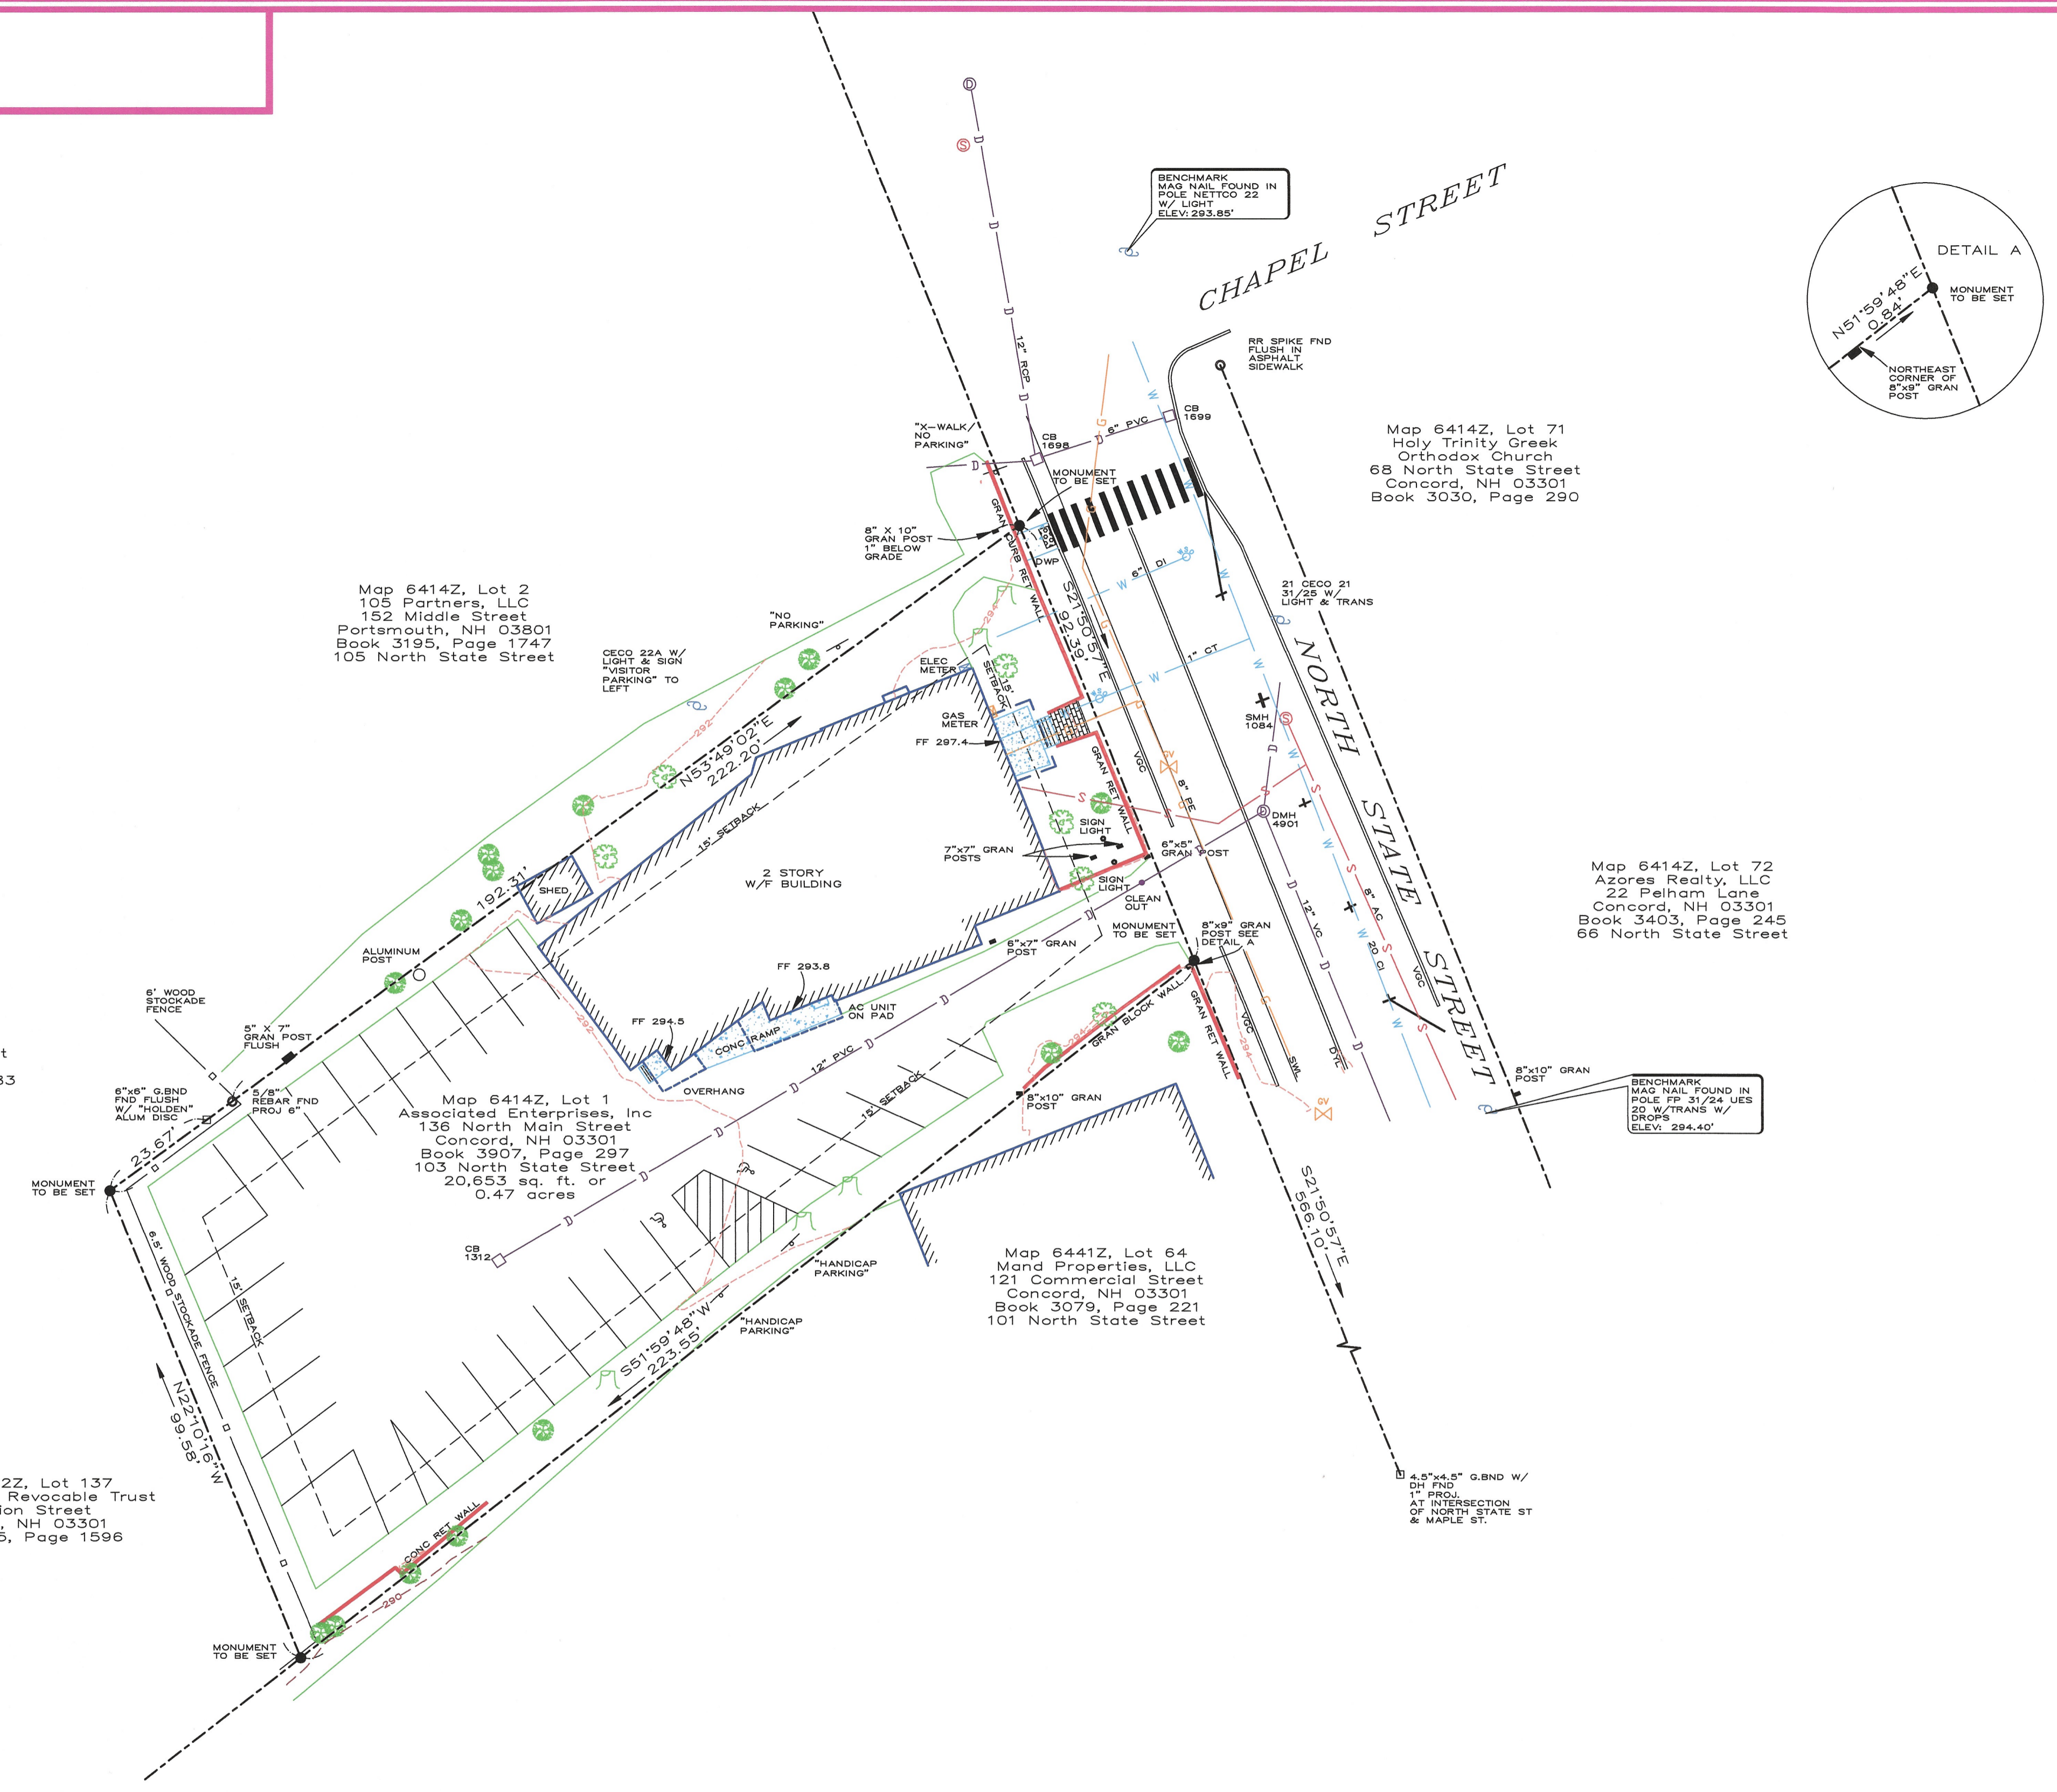 BENCHMARK
MAG NAIL FOUND IN
POLE NETTCO 22
W/ LIGHT
ELEV: 293.85'
CHAPEL STREET
DETAIL A
N51°59'48"E
0.84'
MONUMENT
TO BE SET
NORTHEAST
CORNER OF
8"x9" GRAN
POST
D
S
D
D
D
12" RCP
D
RR SPIKE FND
FLUSH IN
ASPHALT
SIDEWALK
"X-WALK/
NO
PARKING"
CB
1698
D
6" PVC
CB
1699
G
W
Map 6414Z, Lot 71
Holy Trinity Greek
Orthodox Church
68 North State Street
Concord, NH 03301
Book 3030, Page 290
D
MONUMENT
TO BE SET
8" X 10"
GRAN POST
1" BELOW
GRADE
GRAN CURB RET WALL
DWP
S21°50'57"E
92.39'
W
6" DI
W
W
21 CECO 21
31/25 W/
LIGHT & TRANS
Map 6414Z, Lot 2
105 Partners, LLC
152 Middle Street
Portsmouth, NH 03801
Book 3195, Page 1747
105 North State Street
"NO
PARKING"
294
CECO 22A W/
LIGHT & SIGN
"VISITOR
PARKING" TO
LEFT
ELEC
METER
15'
SETBACK
1" CT
W
W
NORTH STATE STREET
GAS
METER
FF 297.4
SMH
1084
S
D
292
N53°49'02"E
222.20'
GRAN RET WALL
VGC
GV
8" PE
S
S
S
S
DMH
4901
15' SETBACK
SIGN
LIGHT
7"x7" GRAN
POSTS
6"x5"
GRAN POST
2 STORY
W/F BUILDING
SIGN
LIGHT
CLEAN
OUT
SHED
192.31'
Map 6414Z, Lot 72
Azores Realty, LLC
22 Pelham Lane
Concord, NH 03301
Book 3403, Page 245
66 North State Street
D
12" VC
D
8" AC
20 CI
VGC
MONUMENT
TO BE SET
8"x9" GRAN
POST SEE
DETAIL A
6"x7" GRAN
POST
ALUMINUM
POST
FF 293.8
6' WOOD
STOCKADE
FENCE
AC UNIT
ON PAD
FF 294.5
CONC RAMP
292
5" X 7"
GRAN POST
FLUSH
GRAN BLOCK WALL
294
GRAN RET WALL
VGC
294
SWL
DYL
G
GV
8"x10" GRAN
POST
BENCHMARK
MAG NAIL FOUND IN
POLE FP 31/24 UES
20 W/TRANS W/
DROPS
ELEV: 294.40'
12" PVC
OVERHANG
15' SETBACK
8"x10" GRAN
POST
6"x6" G.BND
FND FLUSH
W/ "HOLDEN"
ALUM DISC
5/8"
REBAR FND
PROJ 6"
Map 6414Z, Lot 1
Associated Enterprises, Inc
136 North Main Street
Concord, NH 03301
Book 3907, Page 297
103 North State Street
20,653 sq. ft. or
0.47 acres
23.67'
MONUMENT
TO BE SET
6.5' WOOD STOCKADE FENCE
15' SETBACK
CB
1312
D
"HANDICAP
PARKING"
"HANDICAP
PARKING"
Map 6441Z, Lot 64
Mand Properties, LLC
121 Commercial Street
Concord, NH 03301
Book 3079, Page 221
101 North State Street
S21°50'57"E
566.10'
S51°59'48"W
223.55'
N22°10'16"W
99.58'
4.5"x4.5" G.BND W/
DH FND
1" PROJ.
AT INTERSECTION
OF NORTH STATE ST
& MAPLE ST.
2Z, Lot 137
Revocable Trust
ion Street
, NH 03301
, Page 1596
CONC RET WALL
290
MONUMENT
TO BE SET